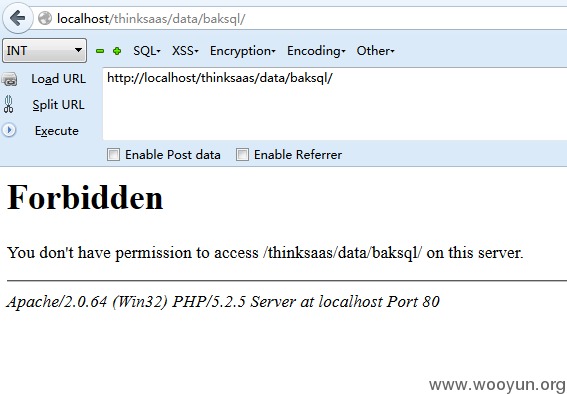 localhost/thinksaas/data/baksql/
INT SQL- XSS- Encryption- Encoding- Other-
Load URL http://localhost/thinksaas/data/baksql/
Split URL
Execute
Enable Post data Enable Referrer
Forbidden
You don't have permission to access /thinksaas/data/baksql/ on this server.
Apache/2.0.64 (Win32) PHP/5.2.5 Server at localhost Port 80
www.wooyun.org